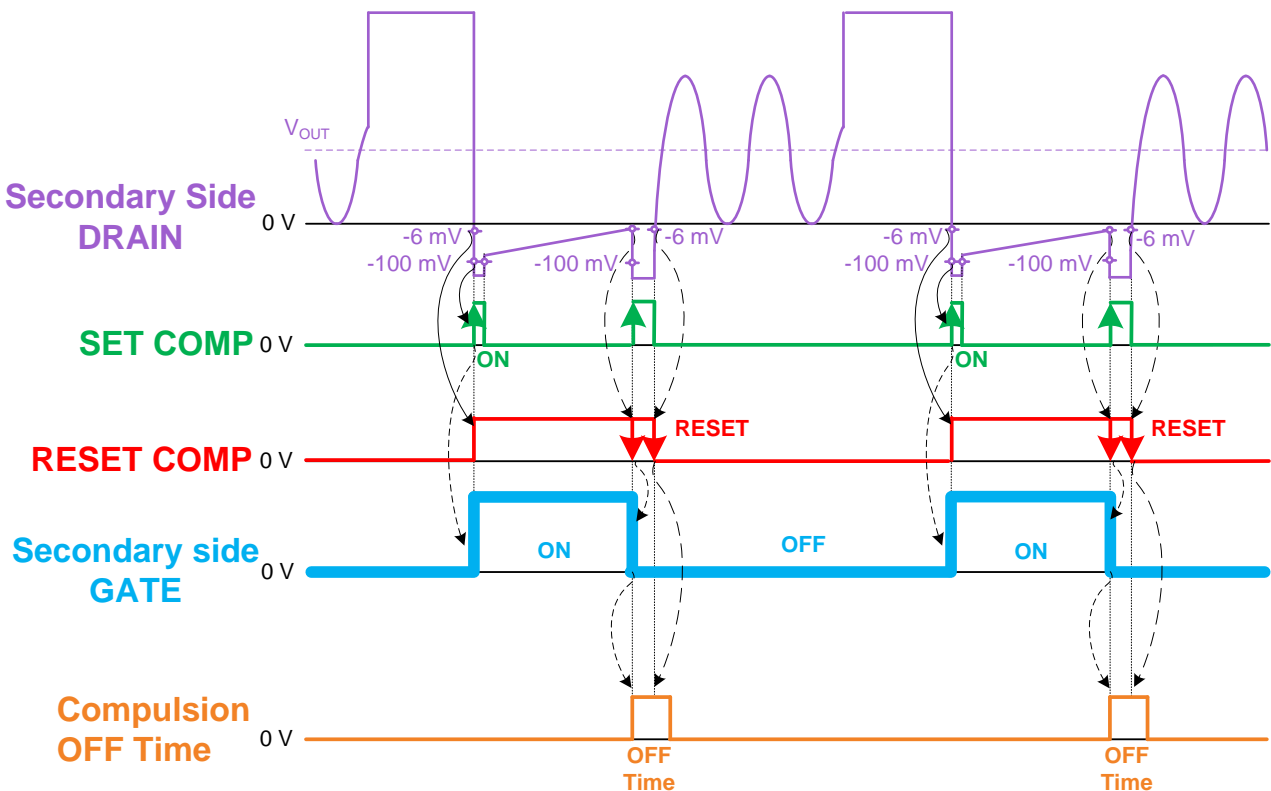 V_OUT
Secondary Side
DRAIN
0 V
-6 mV
-100 mV
-100 mV
-6 mV
-6 mV
-100 mV
-100 mV
-6 mV
SET COMP
0 V
ON
ON
RESET COMP
0 V
RESET
RESET
Secondary side
GATE
0 V
ON
OFF
ON
Compulsion
OFF Time
0 V
OFF
Time
OFF
Time